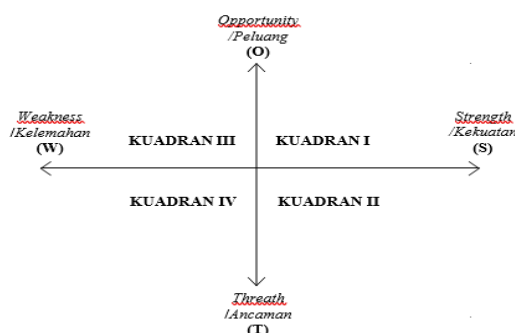 Opportunity
/Peluang
(O)
Weakness
/Kelemahan
(W)
Strength
/Kekuatan
(S)
KUADRAN III
KUADRAN I
KUADRAN IV
KUADRAN II
Threath
/Ancaman
(T)